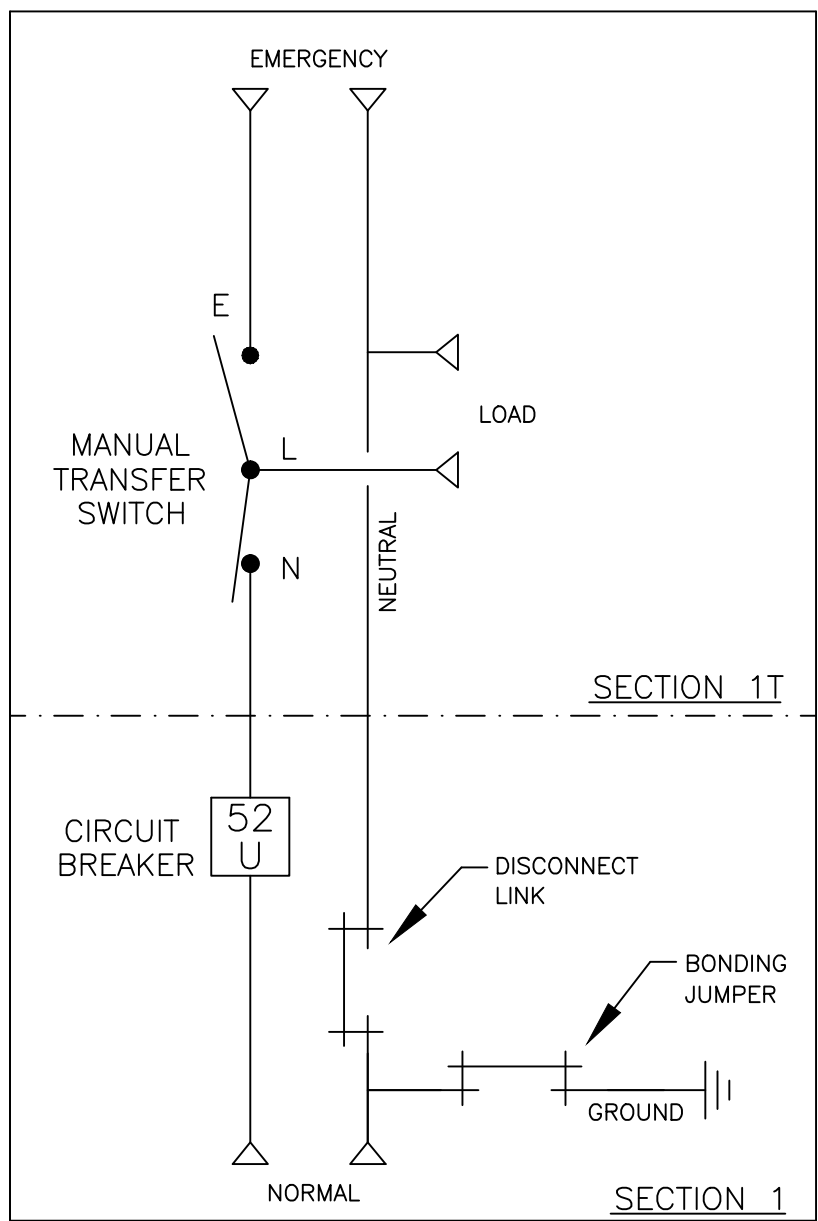 EMERGENCY
E
LOAD
MANUAL
TRANSFER
SWITCH
L
NEUTRAL
N
SECTION 1T
CIRCUIT
BREAKER
52
U
DISCONNECT
LINK
BONDING
JUMPER
GROUND
NORMAL
SECTION 1